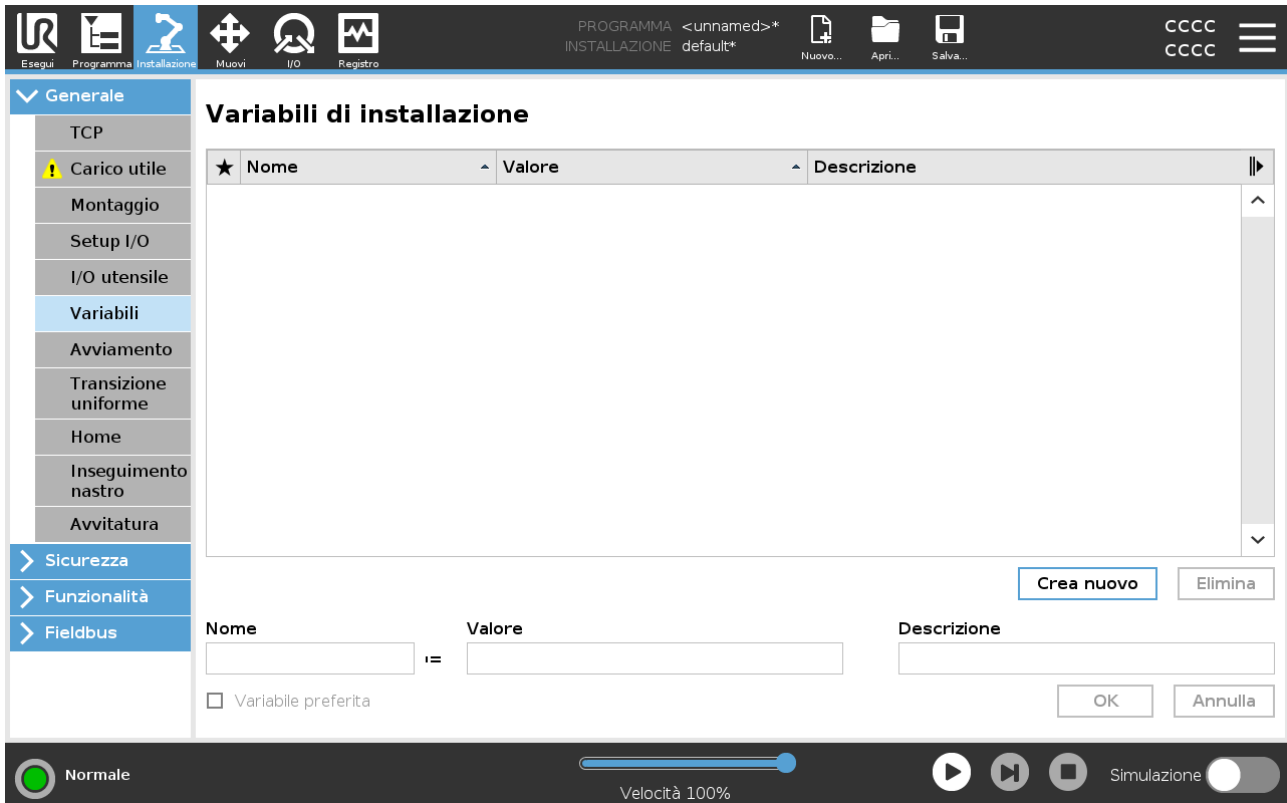 UR
PROGRAMMA <unnamed>*
INSTALLAZIONE default*
CCCC
CCCC
Esegui Programma Installazione Muovi I/O Registro Nuovo... Apri... Salva...
Generale
TCP
Carico utile
Montaggio
Setup I/O
I/O utensile
Variabili
Avviamento
Transizione
uniforme
Home
Inseguimento
nastro
Avvitatura
Sicurezza
Funzionalità
Fieldbus
Variabili di installazione
Nome Valore Descrizione
Crea nuovo Elimina
Nome Valore Descrizione
:=
Variabile preferita OK Annulla
Normale
Velocità 100%
Simulazione